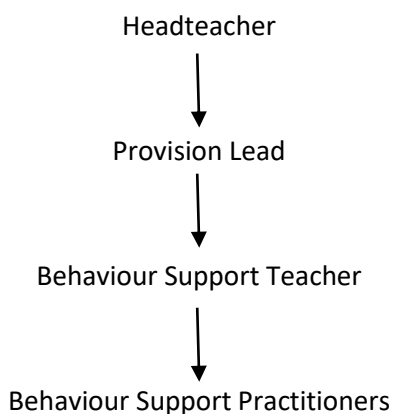 Headteacher
Provision Lead
Behaviour Support Teacher
Behaviour Support Practitioners